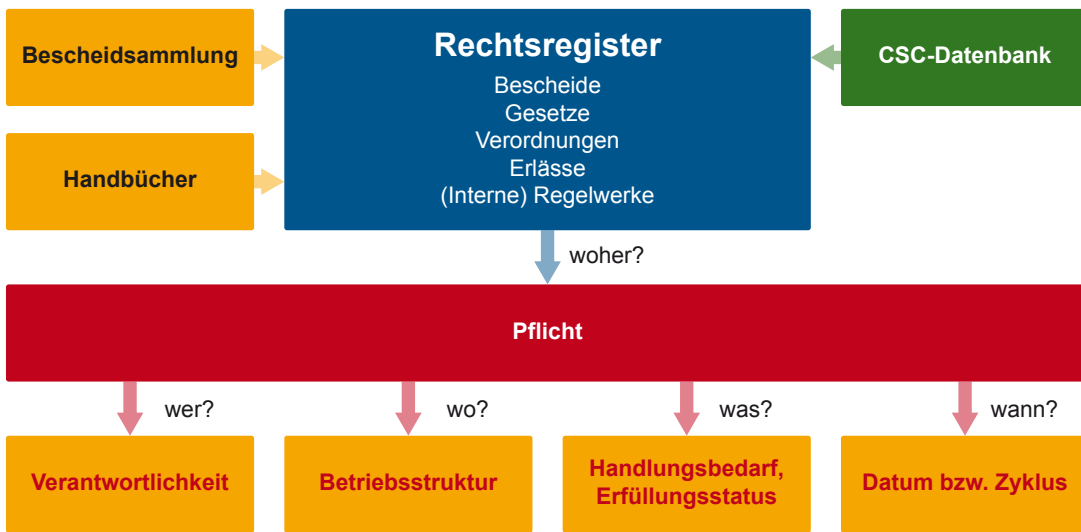 Bescheidsammlung
Rechtsregister
CSC-Datenbank
Bescheide
Gesetze
Verordnungen
Erlässe
(Interne) Regelwerke
Handbücher
woher?
Pflicht
wer?
wo?
was?
wann?
Verantwortlichkeit
Betriebsstruktur
Handlungsbedarf,
Erfüllungsstatus
Datum bzw. Zyklus